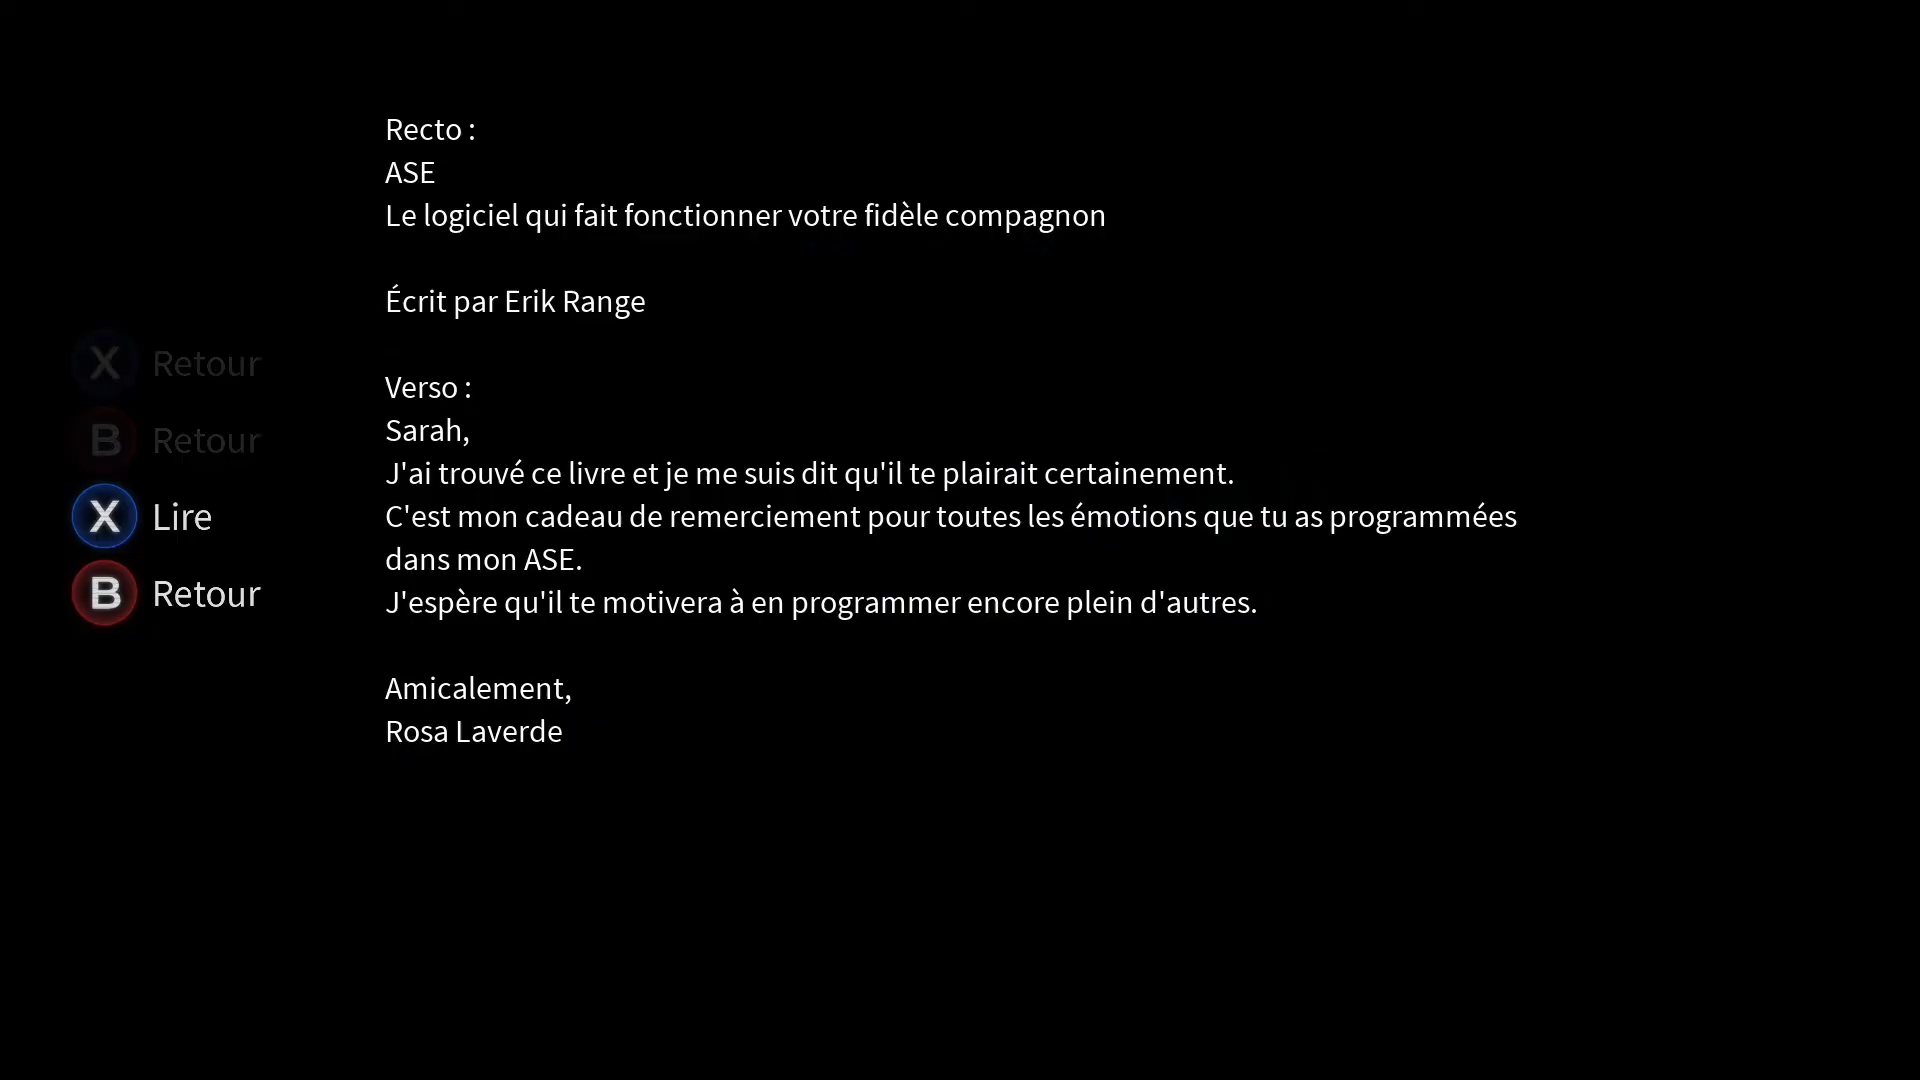 Recto :
ASE
Le logiciel qui fait fonctionner votre fidèle compagnon
Écrit par Erik Range
X Retour
Verso :
Sarah,
B Retour
J'ai trouvé ce livre et je me suis dit qu'il te plairait certainement.
X Lire
C'est mon cadeau de remerciement pour toutes les émotions que tu as programmées
dans mon ASE.
B Retour
J'espère qu'il te motivera à en programmer encore plein d'autres.
Amicalement,
Rosa Laverde